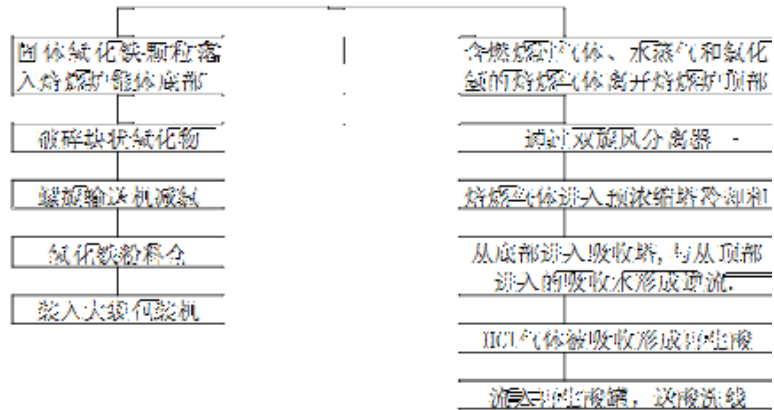 固体氧化铁颗粒落
入焙烧炉锥体底部
破碎块状氧化物
螺旋输送机减氯
氧化铁粉料仓
装入大袋包装机
含燃烧时气体、水蒸气和氯化
氢的焙烧气体离开焙烧炉顶部
通过双旋风分离器 -
焙烧气体进入预浓缩塔冷却和
从底部进入吸收塔, 与从顶部
进入的吸收水形成逆流.
HCl气体被吸收形成再生酸
流入再生酸罐，送酸洗线